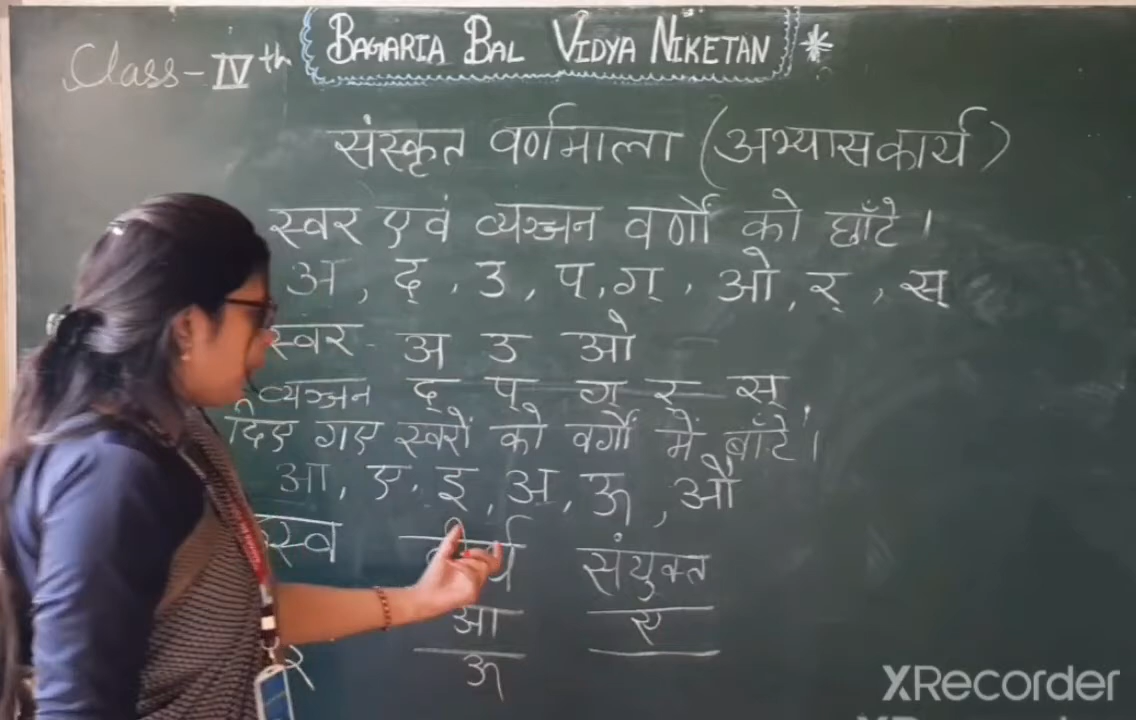 Class-IVth BAGARIA BAL VIDYA NIKETAN *
संस्कृत वर्णमाला (अभ्यासकार्य)
स्वर एवं व्यञ्जन वर्णों को छाँटे।
अ, द्, उ, प्, ग्, ओ, र्, स्
स्वर - अ उ ओ
व्यञ्जन द् प् ग् र् स्,
दिए गए स्वरों को वर्गों में बाँटे।
आ, ए, इ, अ, ऊ, औ
संयुक्त
आ ए
ऊ
XRecorder